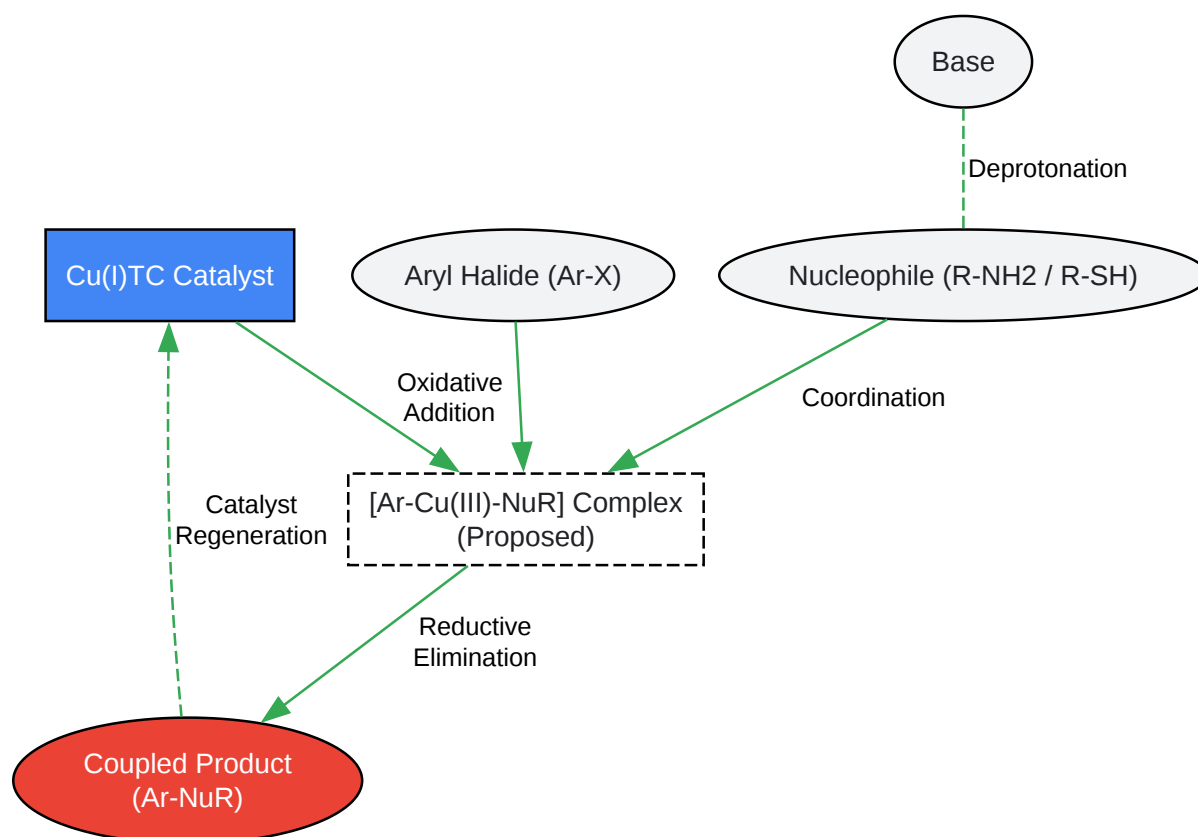 Base
Deprotonation
Cu(I)TC Catalyst
Aryl Halide (Ar-X)
Nucleophile (R-NH2 / R-SH)
Oxidative
Addition
Coordination
[Ar-Cu(III)-NuR] Complex
(Proposed)
Catalyst
Regeneration
Reductive
Elimination
Coupled Product
(Ar-NuR)